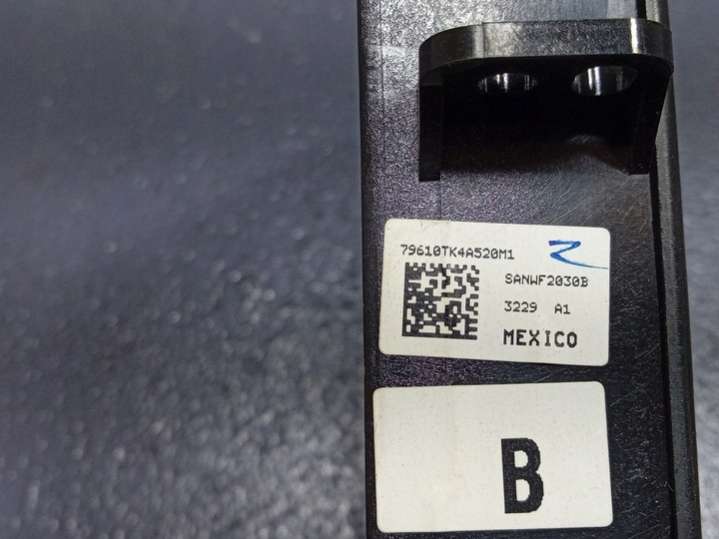 79610TK4A520M1
SANWF2030B
3229 A1
MEXICO
B